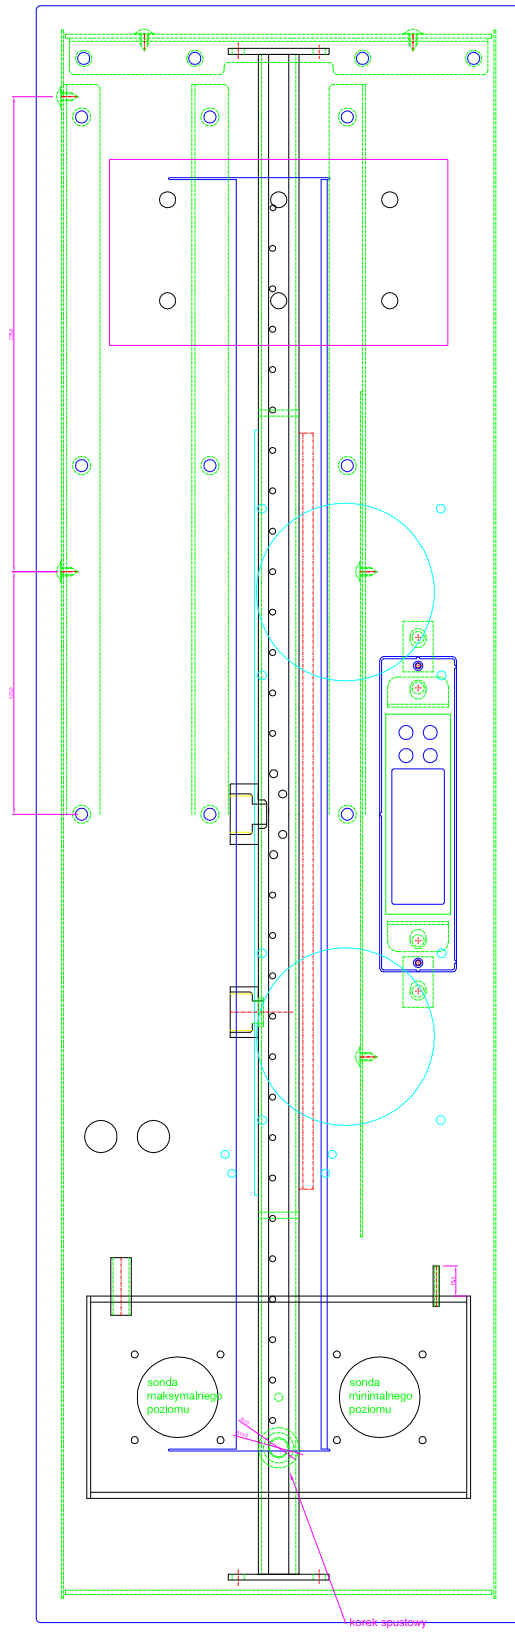 sonda
maksymalnego
poziomu
sonda
minimalnego
poziomu
korek spustowy